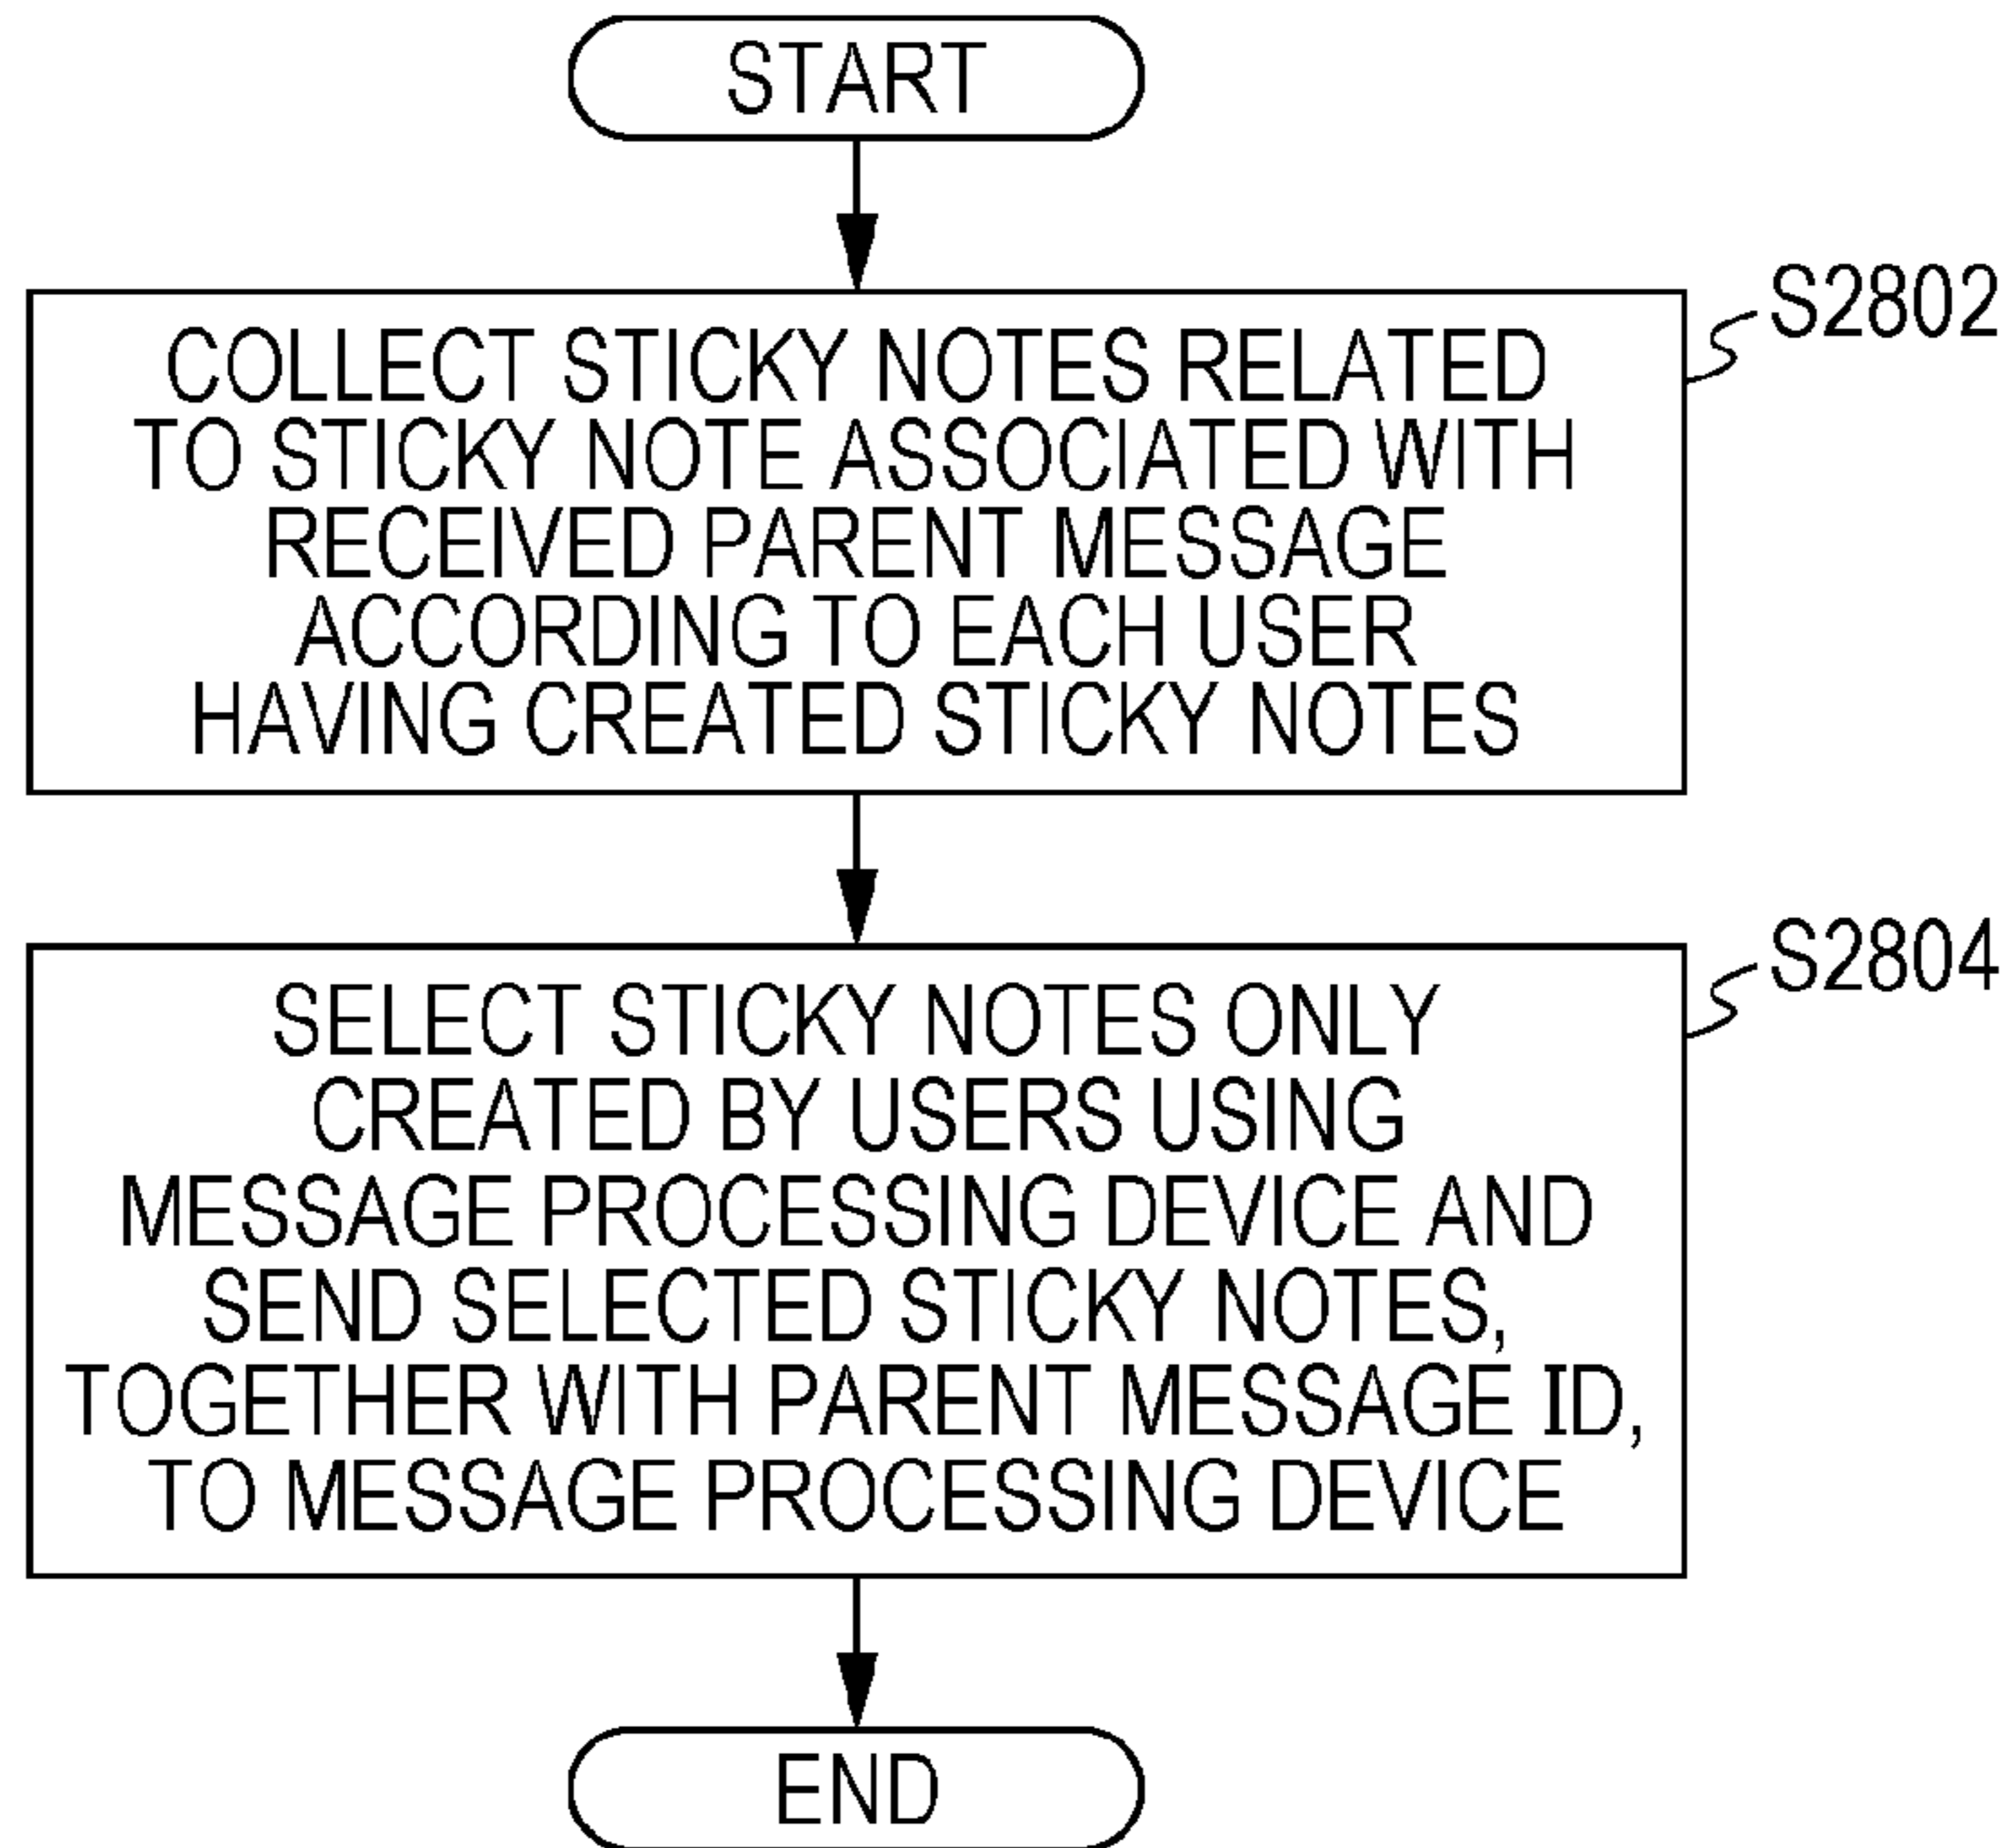 START
S2802
COLLECT STICKY NOTES RELATED
TO STICKY NOTE ASSOCIATED WITH
RECEIVED PARENT MESSAGE
ACCORDING TO EACH USER
HAVING CREATED STICKY NOTES
S2804
SELECT STICKY NOTES ONLY
CREATED BY USERS USING
MESSAGE PROCESSING DEVICE AND
SEND SELECTED STICKY NOTES,
TOGETHER WITH PARENT MESSAGE ID,
TO MESSAGE PROCESSING DEVICE
END